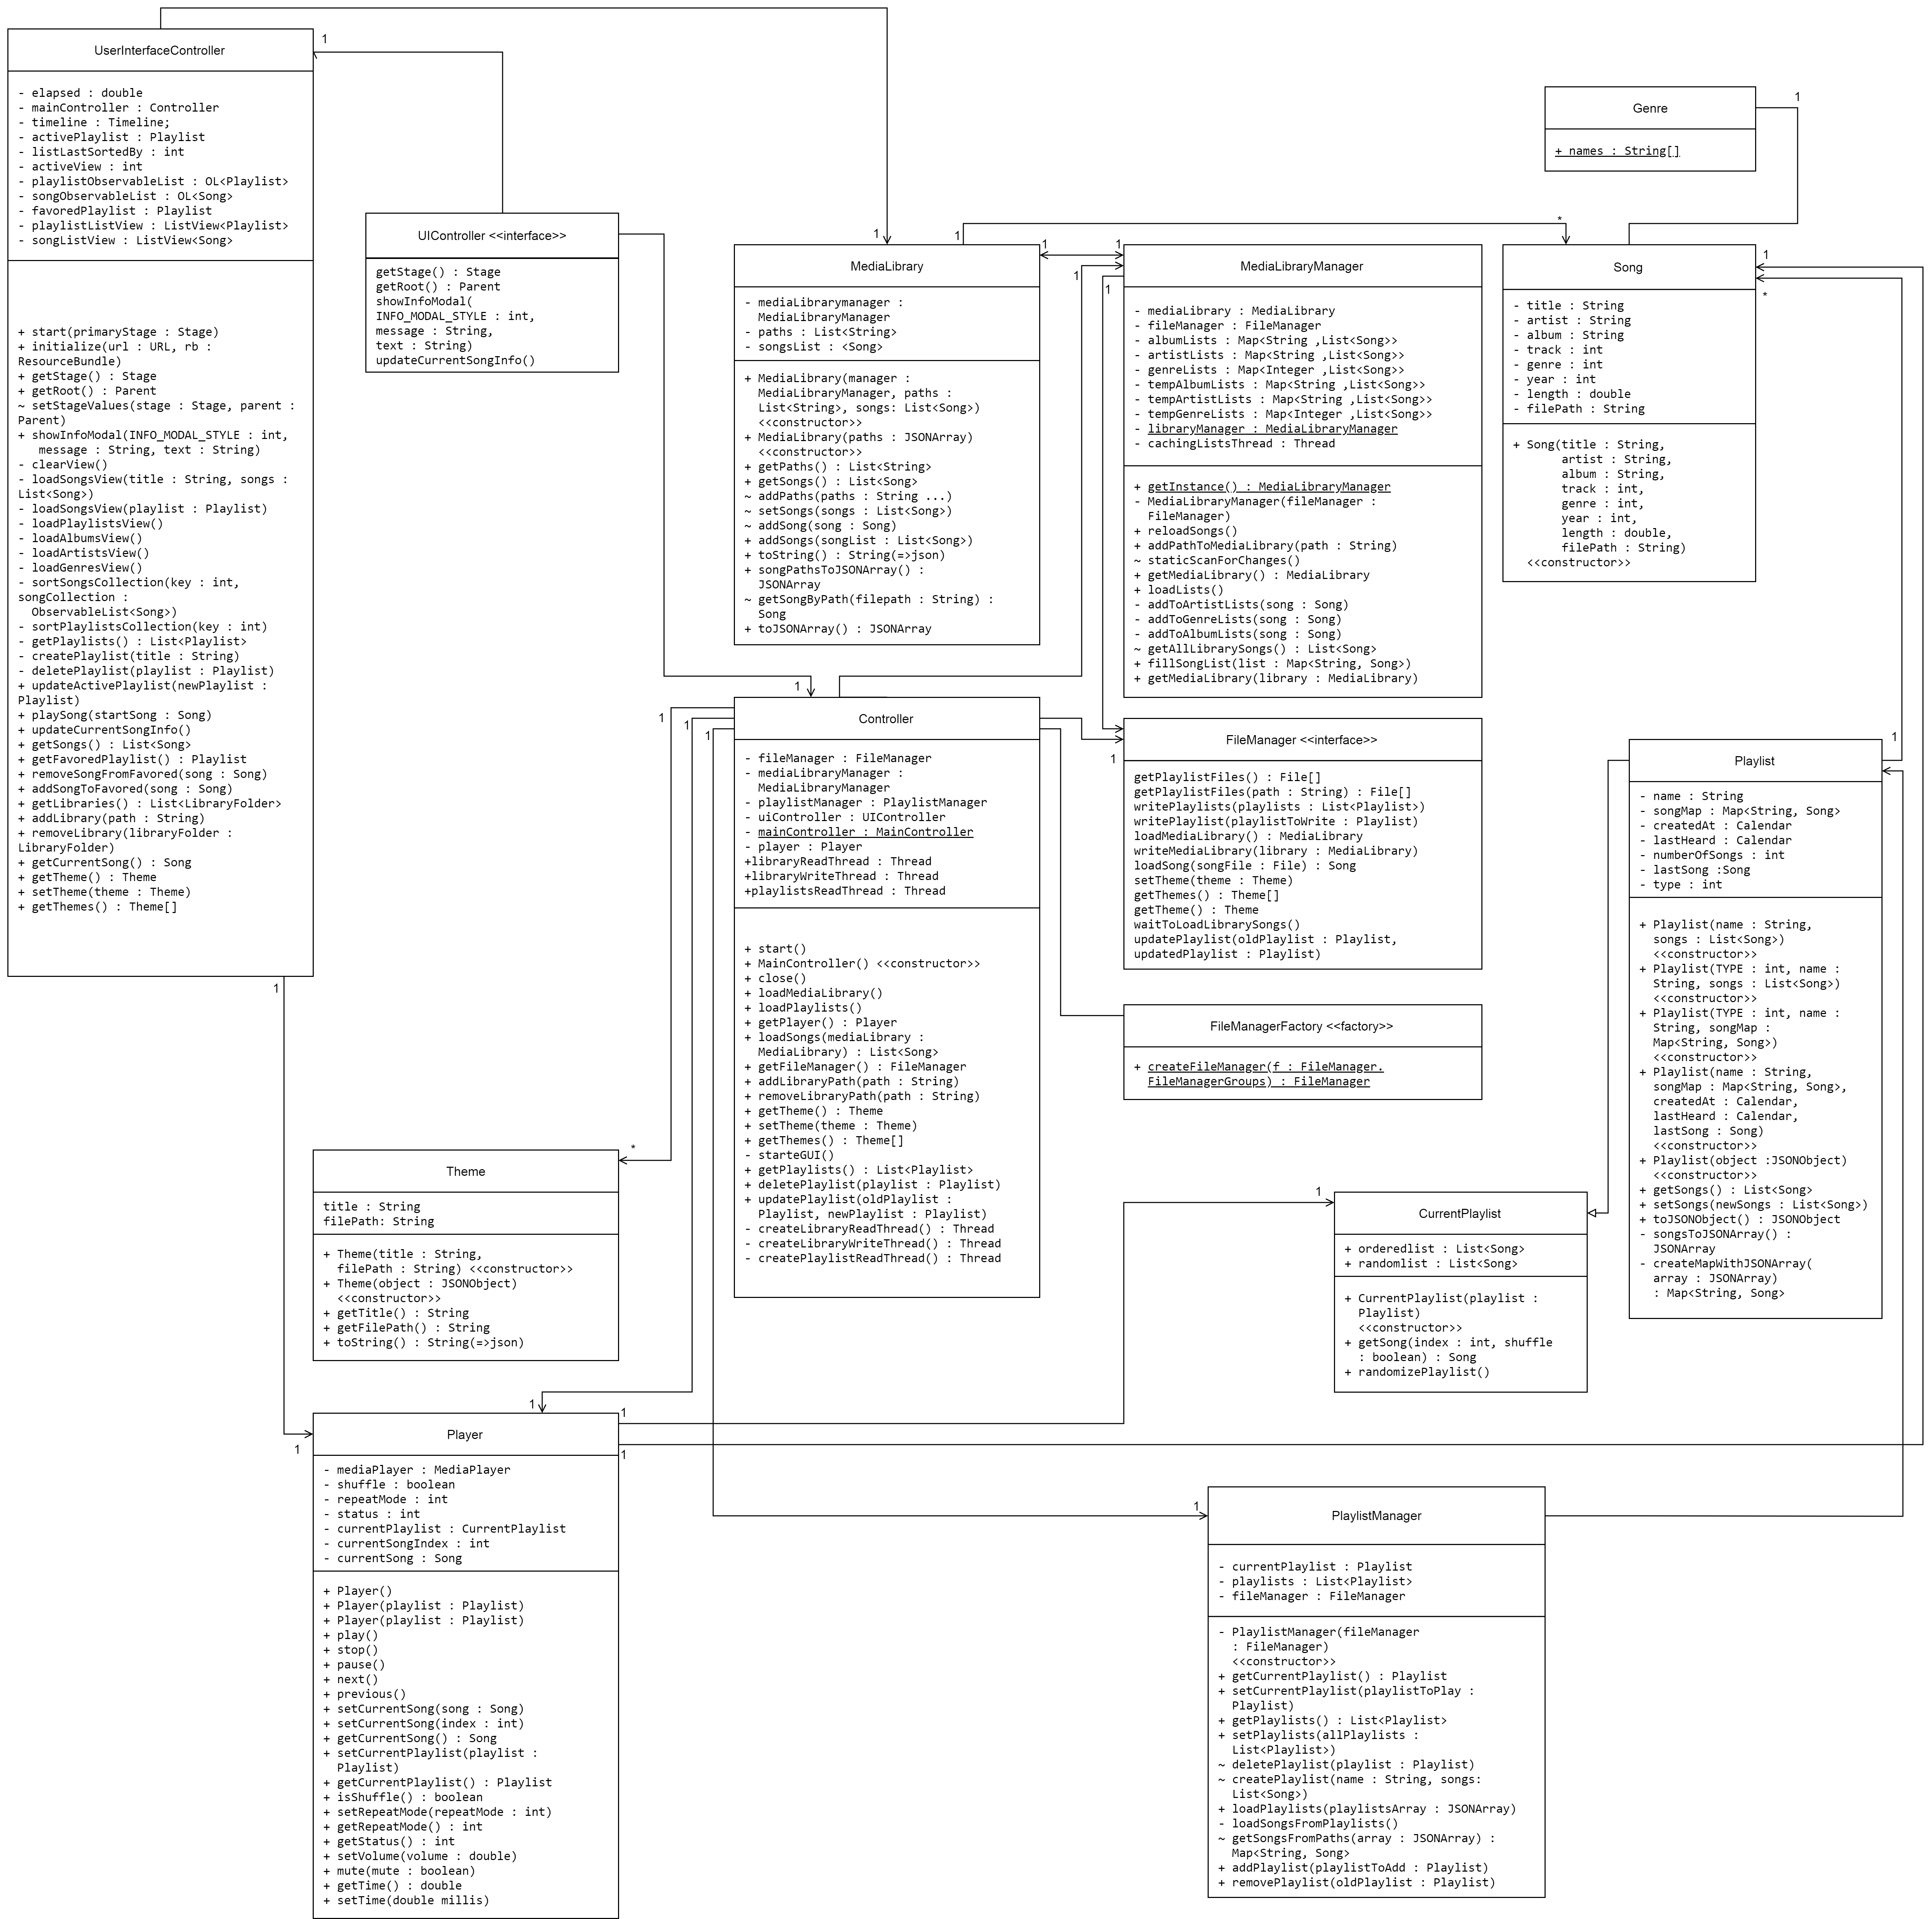 UserInterfaceController
- elapsed : double
- mainController : Controller
- timeline : Timeline;
- activePlaylist : Playlist
- listLastSortedBy : int
- activeView : int
- playlistObservableList : OL<Playlist>
- songObservableList : OL<Song>
- favoredPlaylist : Playlist
- playlistListView : ListView<Playlist>
- songListView : ListView<Song>
+ start(primaryStage : Stage)
+ initialize(url : URL, rb :
ResourceBundle)
+ getStage() : Stage
+ getRoot() : Parent
~ setStageValues(stage : Stage, parent :
Parent)
+ showInfoModal(INFO_MODAL_STYLE : int,
message : String, text : String)
- clearView()
- loadSongsView(title : String, songs :
List<Song>)
- loadSongsView(playlist : Playlist)
- loadPlaylistsView()
- loadAlbumsView()
- loadArtistsView()
- loadGenresView()
- sortSongsCollection(key : int,
songCollection :
ObservableList<Song>)
- sortPlaylistsCollection(key : int)
- getPlaylists() : List<Playlist>
- createPlaylist(title : String)
- deletePlaylist(playlist : Playlist)
+ updateActivePlaylist(newPlaylist :
Playlist)
+ playSong(startSong : Song)
+ updateCurrentSongInfo()
+ getSongs() : List<Song>
+ getFavoredPlaylist() : Playlist
+ removeSongFromFavored(song : Song)
+ addSongToFavored(song : Song)
+ getLibraries() : List<LibraryFolder>
+ addLibrary(path : String)
+ removeLibrary(libraryFolder :
LibraryFolder)
+ getCurrentSong() : Song
+ getTheme() : Theme
+ setTheme(theme : Theme)
+ getThemes() : Theme[]
1
1
UIController <<interface>>
getStage() : Stage
getRoot() : Parent
showInfoModal(
INFO_MODAL_STYLE : int,
message : String,
text : String)
updateCurrentSongInfo()
1
1
1
MediaLibrary
- mediaLibrarymanager :
MediaLibraryManager
- paths : List<String>
- songsList : <Song>
+ MediaLibrary(manager :
MediaLibraryManager, paths :
List<String>, songs: List<Song>)
<<constructor>>
+ MediaLibrary(paths : JSONArray)
<<constructor>>
+ getPaths() : List<String>
+ getSongs() : List<Song>
~ addPaths(paths : String ...)
~ setSongs(songs : List<Song>)
~ addSong(song : Song)
+ addSongs(songList : List<Song>)
+ toString() : String(=>json)
+ songPathsToJSONArray() :
JSONArray
~ getSongByPath(filepath : String) :
Song
+ toJSONArray() : JSONArray
1
1
1
MediaLibraryManager
- mediaLibrary : MediaLibrary
- fileManager : FileManager
- albumLists : Map<String ,List<Song>>
- artistLists : Map<String ,List<Song>>
- genreLists : Map<Integer ,List<Song>>
- tempAlbumLists : Map<String ,List<Song>>
- tempArtistLists : Map<String ,List<Song>>
- tempGenreLists : Map<Integer ,List<Song>>
- libraryManager : MediaLibraryManager
- cachingListsThread : Thread
+ getInstance() : MediaLibraryManager
- MediaLibraryManager(fileManager :
FileManager)
+ reloadSongs()
+ addPathToMediaLibrary(path : String)
~ staticScanForChanges()
+ getMediaLibrary() : MediaLibrary
+ loadLists()
- addToArtistLists(song : Song)
- addToGenreLists(song : Song)
- addToAlbumLists(song : Song)
~ getAllLibrarySongs() : List<Song>
+ fillSongList(list : Map<String, Song>)
+ getMediaLibrary(library : MediaLibrary)
Genre
+ names : String[]
1
*
1
*
Song
- title : String
- artist : String
- album : String
- track : int
- genre : int
- year : int
- length : double
- filePath : String
+ Song(title : String,
artist : String,
album : String,
track : int,
genre : int,
year : int,
length : double,
filePath : String)
<<constructor>>
1
1
1
1
Controller
- fileManager : FileManager
- mediaLibraryManager :
MediaLibraryManager
- playlistManager : PlaylistManager
- uiController : UIController
- mainController : MainController
- player : Player
+libraryReadThread : Thread
+libraryWriteThread : Thread
+playlistsReadThread : Thread
+ start()
+ MainController() <<constructor>>
+ close()
+ loadMediaLibrary()
+ loadPlaylists()
+ getPlayer() : Player
+ loadSongs(mediaLibrary :
MediaLibrary) : List<Song>
+ getFileManager() : FileManager
+ addLibraryPath(path : String)
+ removeLibraryPath(path : String)
+ getTheme() : Theme
+ setTheme(theme : Theme)
+ getThemes() : Theme[]
- starteGUI()
+ getPlaylists() : List<Playlist>
+ deletePlaylist(playlist : Playlist)
+ updatePlaylist(oldPlaylist :
Playlist, newPlaylist : Playlist)
- createLibraryReadThread() : Thread
- createLibraryWriteThread() : Thread
- createPlaylistReadThread() : Thread
1
FileManager <<interface>>
getPlaylistFiles() : File[]
getPlaylistFiles(path : String) : File[]
writePlaylists(playlists : List<Playlist>)
writePlaylist(playlistToWrite : Playlist)
loadMediaLibrary() : MediaLibrary
writeMediaLibrary(library : MediaLibrary)
loadSong(songFile : File) : Song
setTheme(theme : Theme)
getThemes() : Theme[]
getTheme() : Theme
waitToLoadLibrarySongs()
updatePlaylist(oldPlaylist : Playlist,
updatedPlaylist : Playlist)
FileManagerFactory <<factory>>
+ createFileManager(f : FileManager.
FileManagerGroups) : FileManager
1
Playlist
- name : String
- songMap : Map<String, Song>
- createdAt : Calendar
- lastHeard : Calendar
- numberOfSongs : int
- lastSong :Song
- type : int
+ Playlist(name : String,
songs : List<Song>)
<<constructor>>
+ Playlist(TYPE : int, name :
String, songs : List<Song>)
<<constructor>>
+ Playlist(TYPE : int, name :
String, songMap :
Map<String, Song>)
<<constructor>>
+ Playlist(name : String,
songMap : Map<String, Song>,
createdAt : Calendar,
lastHeard : Calendar,
lastSong : Song)
<<constructor>>
+ Playlist(object :JSONObject)
<<constructor>>
+ getSongs() : List<Song>
+ setSongs(newSongs : List<Song>)
+ toJSONObject() : JSONObject
- songsToJSONArray() :
JSONArray
- createMapWithJSONArray(
array : JSONArray)
: Map<String, Song>
*
Theme
title : String
filePath: String
+ Theme(title : String,
filePath : String) <<constructor>>
+ Theme(object : JSONObject)
<<constructor>>
+ getTitle() : String
+ getFilePath() : String
+ toString() : String(=>json)
1
CurrentPlaylist
+ orderedlist : List<Song>
+ randomlist : List<Song>
+ CurrentPlaylist(playlist :
Playlist)
<<constructor>>
+ getSong(index : int, shuffle
: boolean) : Song
+ randomizePlaylist()
1
1
1
1
Player
- mediaPlayer : MediaPlayer
- shuffle : boolean
- repeatMode : int
- status : int
- currentPlaylist : CurrentPlaylist
- currentSongIndex : int
- currentSong : Song
+ Player()
+ Player(playlist : Playlist)
+ Player(playlist : Playlist)
+ play()
+ stop()
+ pause()
+ next()
+ previous()
+ setCurrentSong(song : Song)
+ setCurrentSong(index : int)
+ getCurrentSong() : Song
+ setCurrentPlaylist(playlist :
Playlist)
+ getCurrentPlaylist() : Playlist
+ isShuffle() : boolean
+ setRepeatMode(repeatMode : int)
+ getRepeatMode() : int
+ getStatus() : int
+ setVolume(volume : double)
+ mute(mute : boolean)
+ getTime() : double
+ setTime(double millis)
1
PlaylistManager
- currentPlaylist : Playlist
- playlists : List<Playlist>
- fileManager : FileManager
- PlaylistManager(fileManager
: FileManager)
<<constructor>>
+ getCurrentPlaylist() : Playlist
+ setCurrentPlaylist(playlistToPlay :
Playlist)
+ getPlaylists() : List<Playlist>
+ setPlaylists(allPlaylists :
List<Playlist>)
~ deletePlaylist(playlist : Playlist)
~ createPlaylist(name : String, songs:
List<Song>)
+ loadPlaylists(playlistsArray : JSONArray)
- loadSongsFromPlaylists()
~ getSongsFromPaths(array : JSONArray) :
Map<String, Song>
+ addPlaylist(playlistToAdd : Playlist)
+ removePlaylist(oldPlaylist : Playlist)